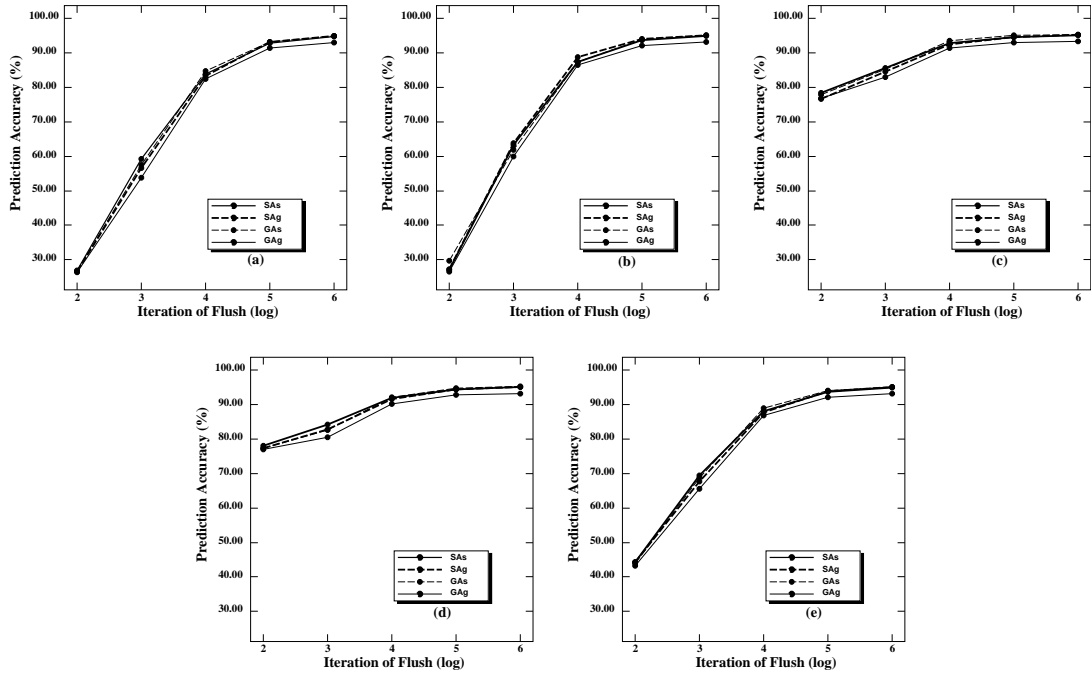 100.00
90.00
80.00
70.00
60.00
50.00
40.00
30.00
Prediction Accuracy (%)
SAs
SAg
GAs
GAg
(a)
2 3 4 5 6
Iteration of Flush (log)
100.00
90.00
80.00
70.00
60.00
50.00
40.00
30.00
Prediction Accuracy (%)
SAs
SAg
GAs
GAg
(b)
2 3 4 5 6
Iteration of Flush (log)
100.00
90.00
80.00
70.00
60.00
50.00
40.00
30.00
Prediction Accuracy (%)
SAs
SAg
GAs
GAg
(c)
2 3 4 5 6
Iteration of Flush (log)
100.00
90.00
80.00
70.00
60.00
50.00
40.00
30.00
Prediction Accuracy (%)
SAs
SAg
GAs
GAg
(d)
2 3 4 5 6
Iteration of Flush (log)
100.00
90.00
80.00
70.00
60.00
50.00
40.00
30.00
Prediction Accuracy (%)
SAs
SAg
GAs
GAg
(e)
2 3 4 5 6
Iteration of Flush (log)